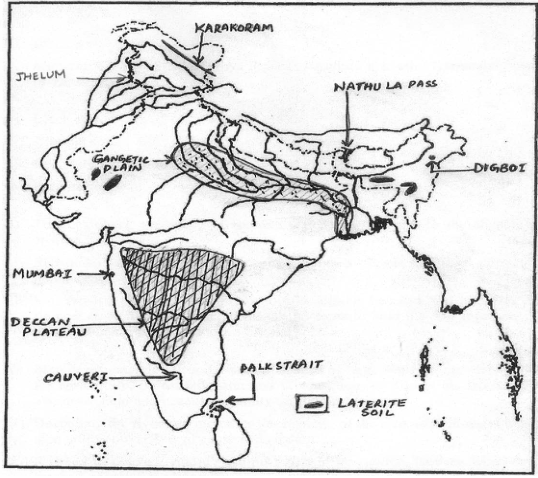 KARAKORAM
JHELUM
NATHU LA PASS
GANGETIC
PLAIN
DIGBOI
MUMBAI
DECCAN
PLATEAU
CAUVERI
PALK STRAIT
LATERITE
SOIL